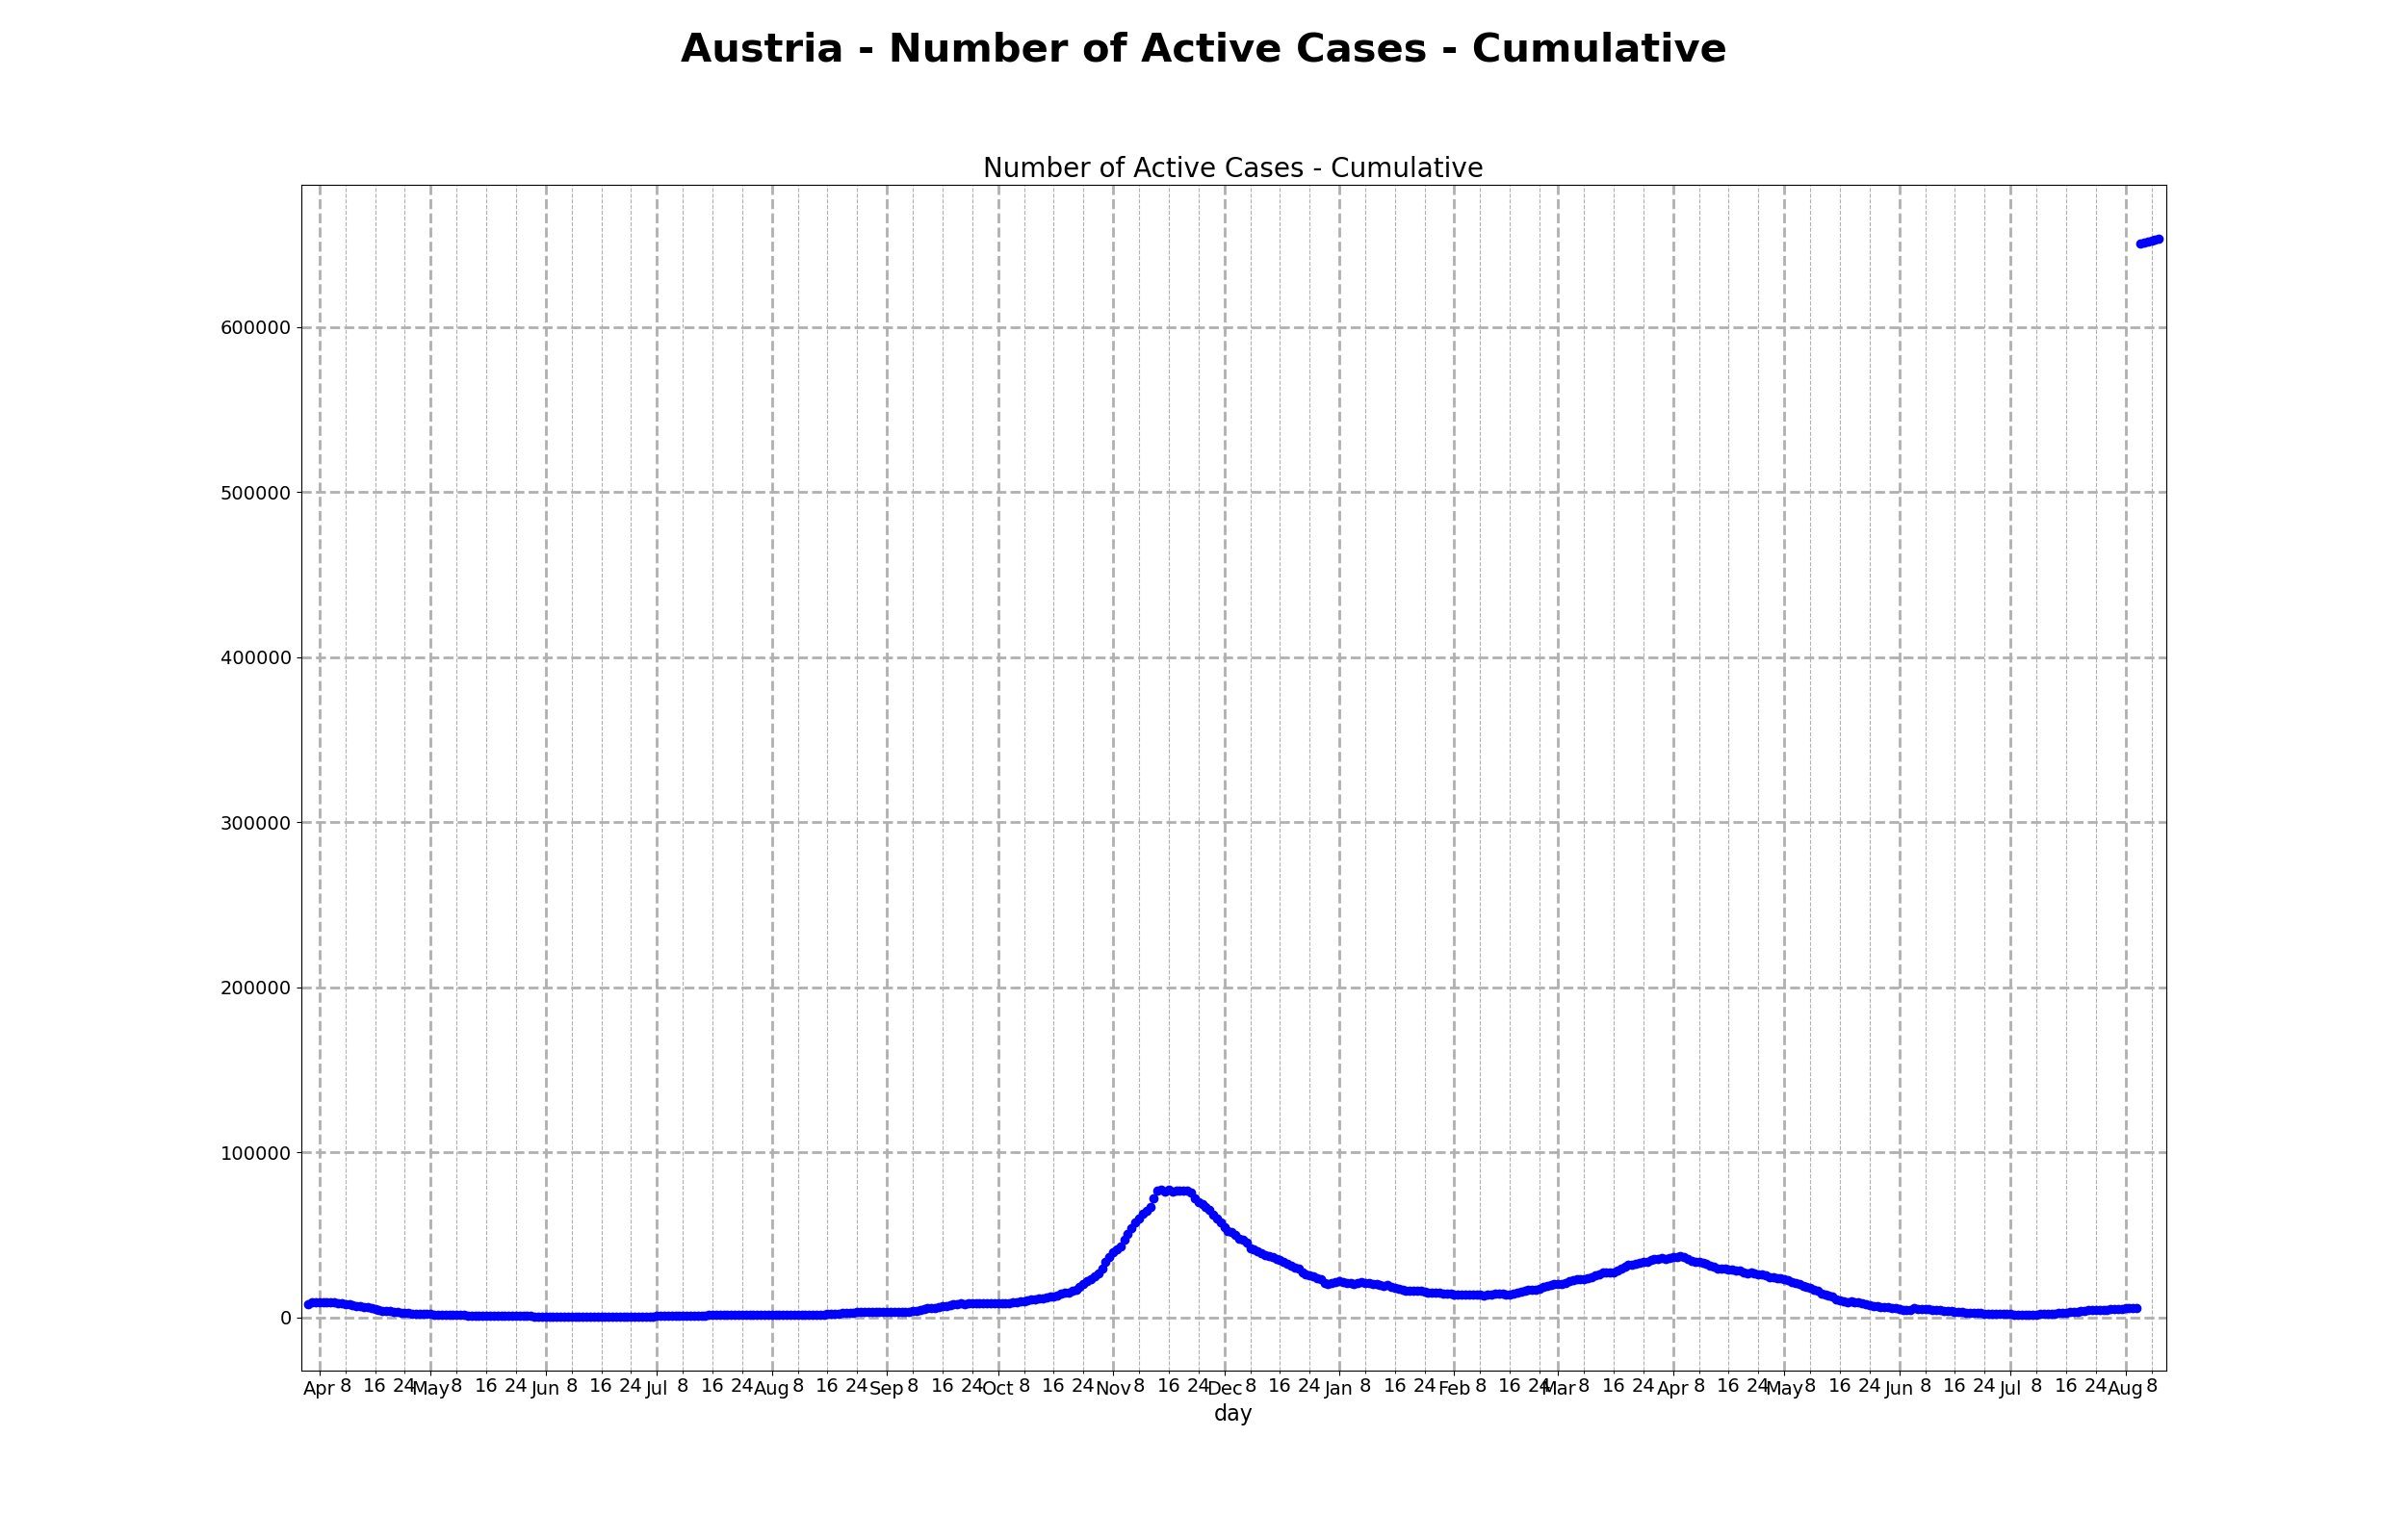 Austria - Number of Active Cases - Cumulative
Number of Active Cases - Cumulative
600000
500000
400000
300000
200000
100000
0
Apr 8 16 24 May 8 16 24 Jun 8 16 24 Jul 8 16 24 Aug 8 16 24 Sep 8 16 24 Oct 8 16 24 Nov 8 16 24 Dec 8 16 24 Jan 8 16 24 Feb 8 16 24 Mar 8 16 24 Apr 8 16 24 May 8 16 24 Jun 8 16 24 Jul 8 16 24 Aug 8
day